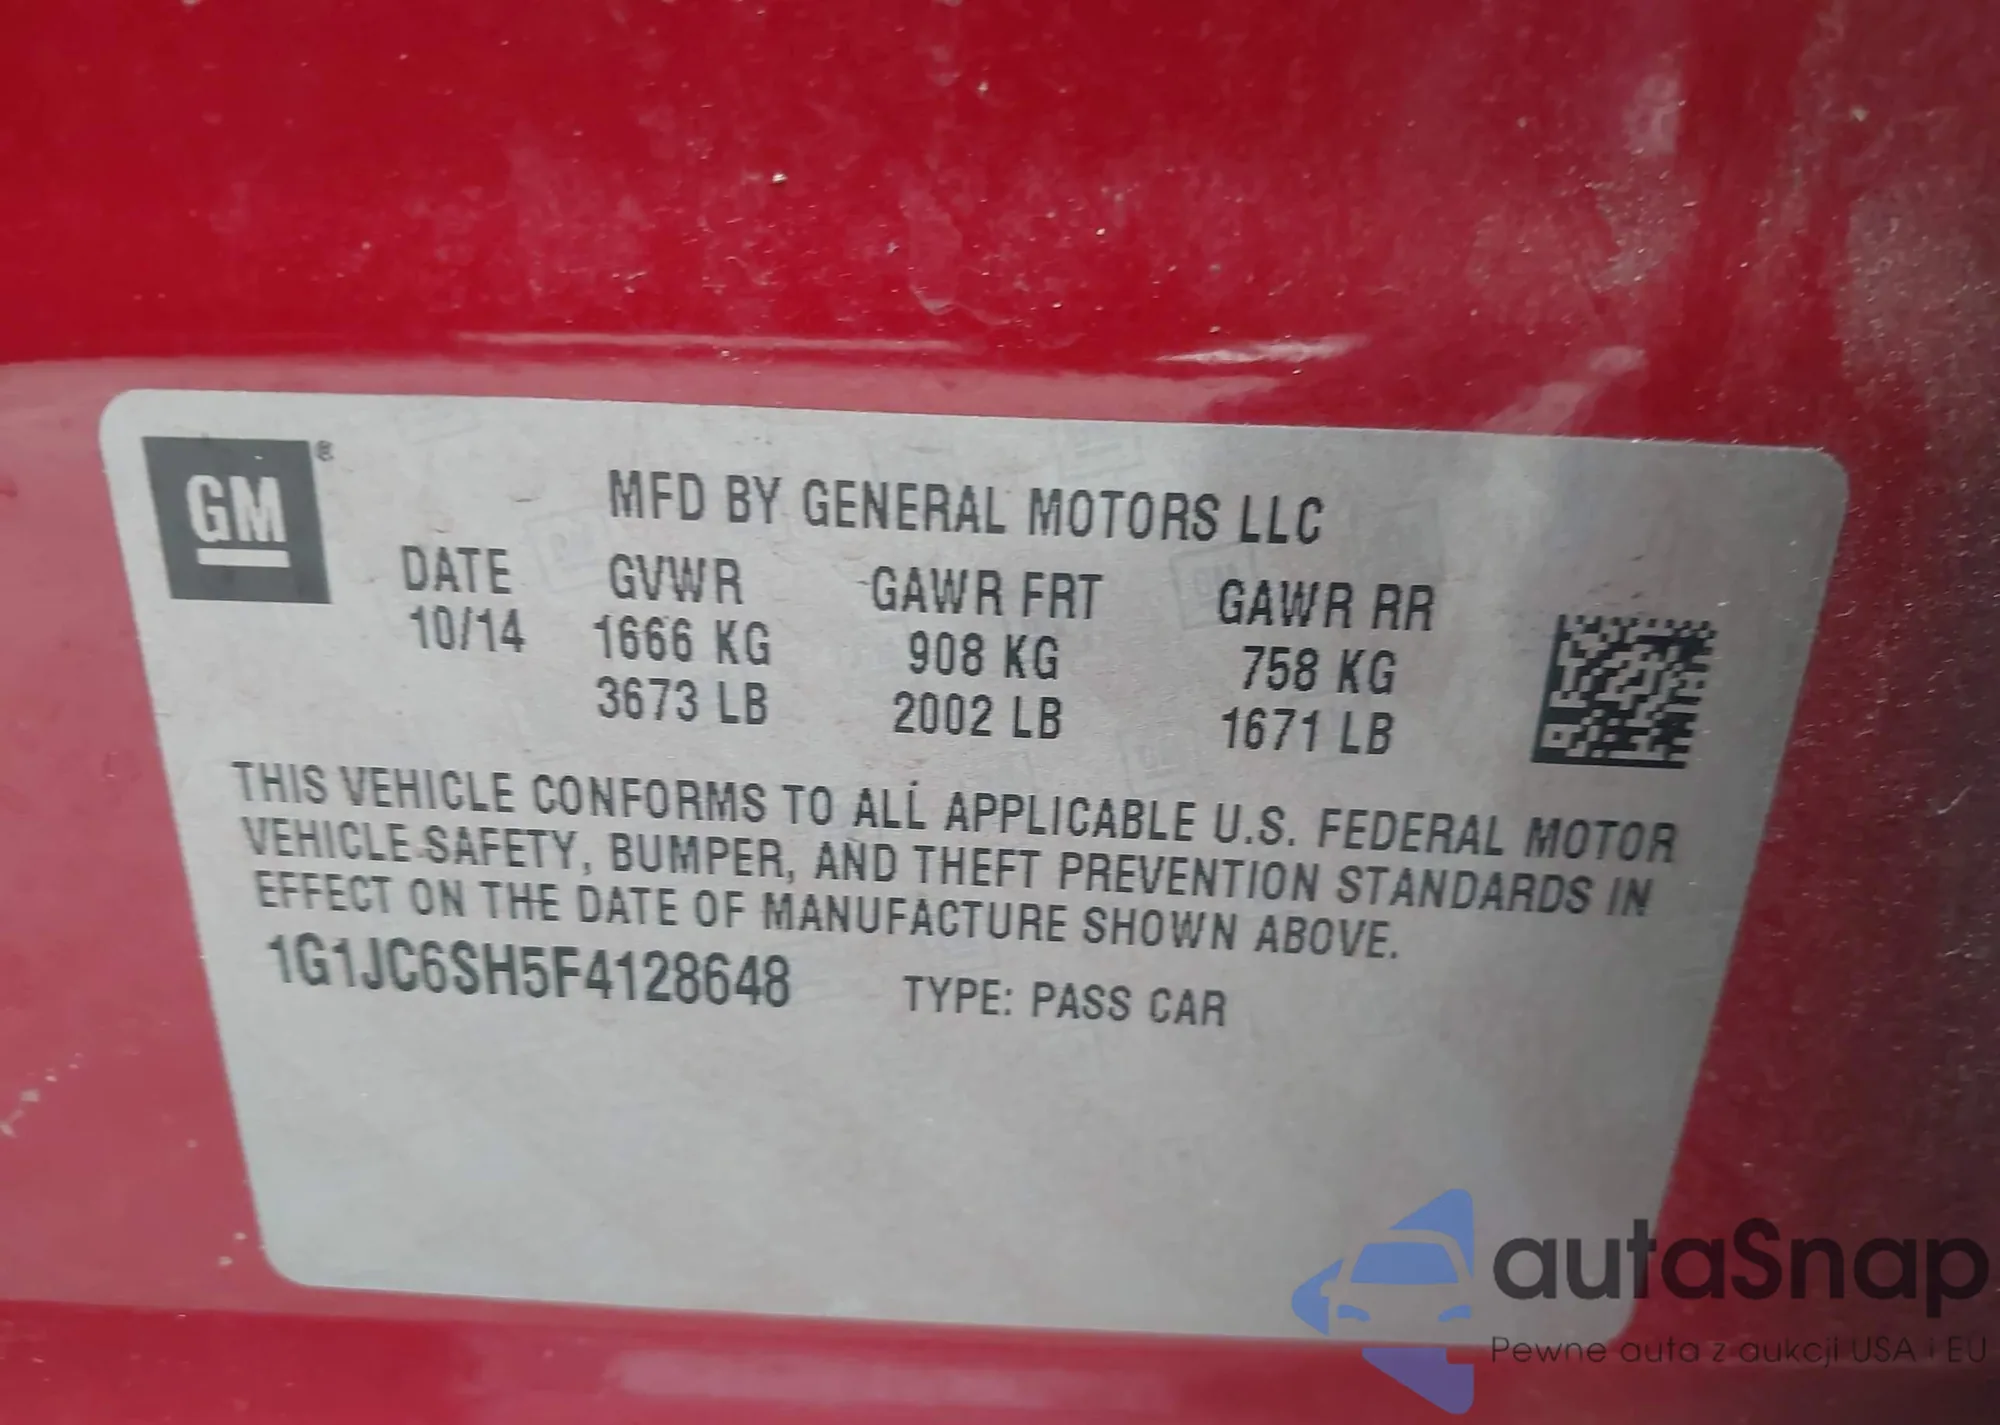 GM ®
MFD BY GENERAL MOTORS LLC
DATE GVWR GAWR FRT GAWR RR
10/14 1666 KG 908 KG 758 KG
3673 LB 2002 LB 1671 LB
THIS VEHICLE CONFORMS TO ALL APPLICABLE U.S. FEDERAL MOTOR
VEHICLE SAFETY, BUMPER, AND THEFT PREVENTION STANDARDS IN
EFFECT ON THE DATE OF MANUFACTURE SHOWN ABOVE.
1G1JC6SH5F4128648 TYPE: PASS CAR
autaSnap
Pewne auta z aukcji USA i EU